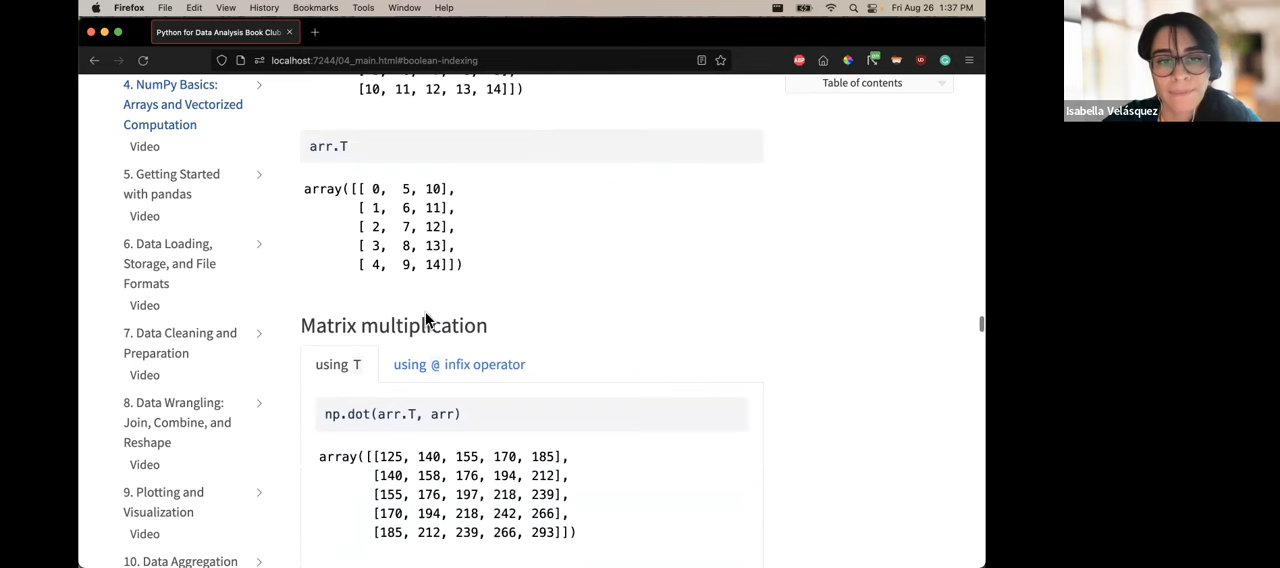 Firefox File Edit View History Bookmarks Tools Window Help
Fri Aug 26 1:37 PM
Python for Data Analysis Book Club
localhost:7244/04_main.html#boolean-indexing
4. NumPy Basics:
Arrays and Vectorized
Computation
Video
5. Getting Started
with pandas
Video
6. Data Loading,
Storage, and File
Formats
Video
7. Data Cleaning and
Preparation
Video
8. Data Wrangling:
Join, Combine, and
Reshape
Video
9. Plotting and
Visualization
Video
10. Data Aggregation
[10, 11, 12, 13, 14]])
arr.T
array([[ 0, 5, 10],
[ 1, 6, 11],
[ 2, 7, 12],
[ 3, 8, 13],
[ 4, 9, 14]])
Matrix multiplication
using T
using @ infix operator
np.dot(arr.T, arr)
array([[125, 140, 155, 170, 185],
[140, 158, 176, 194, 212],
[155, 176, 197, 218, 239],
[170, 194, 218, 242, 266],
[185, 212, 239, 266, 293]])
Table of contents
Isabella Velásquez